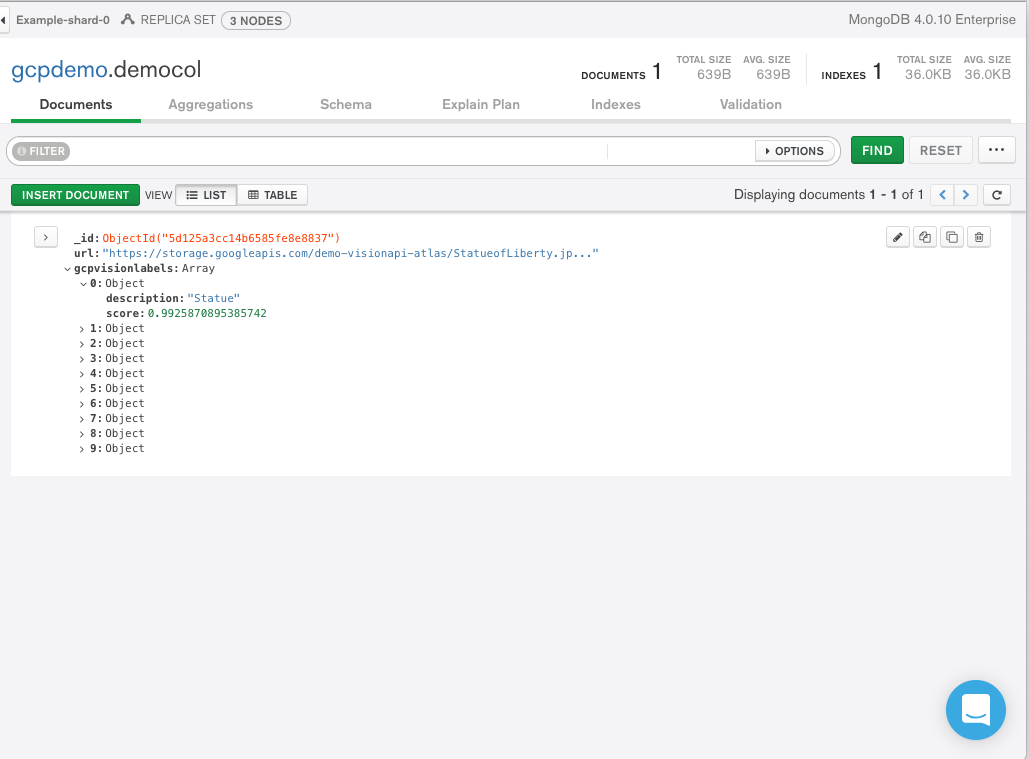 Example-shard-0 REPLICA SET 3 NODES MongoDB 4.0.10 Enterprise
gcpdemo.democol
DOCUMENTS 1 TOTAL SIZE 639B AVG. SIZE 639B INDEXES 1 TOTAL SIZE 36.0KB AVG. SIZE 36.0KB
Documents Aggregations Schema Explain Plan Indexes Validation
FILTER OPTIONS FIND RESET ...
INSERT DOCUMENT VIEW LIST TABLE Displaying documents 1 - 1 of 1
_id: ObjectId("5d125a3cc14b6585fe8e8837")
url: "https://storage.googleapis.com/demo-visionapi-atlas/StatueofLiberty.jp..."
gcpvisionlabels: Array
0: Object
description: "Statue"
score: 0.9925870895385742
1: Object
2: Object
3: Object
4: Object
5: Object
6: Object
7: Object
8: Object
9: Object